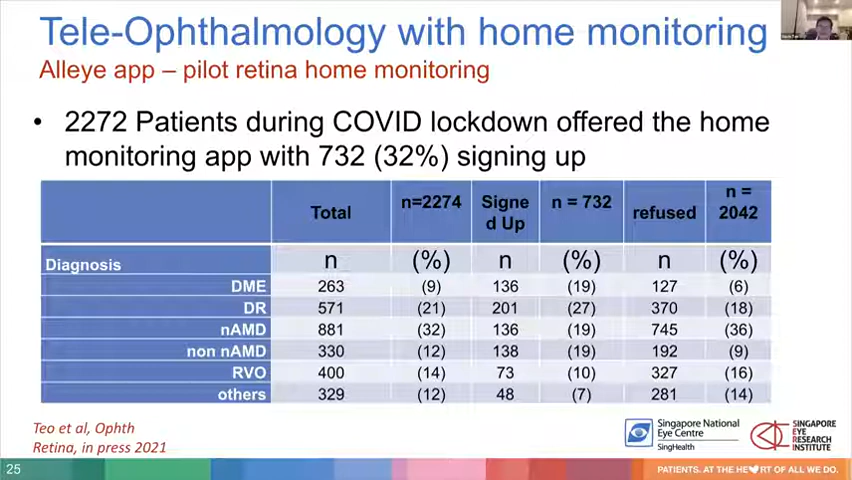 Tele-Ophthalmology with home monitoring
Alleye app – pilot retina home monitoring
• 2272 Patients during COVID lockdown offered the home
monitoring app with 732 (32%) signing up
Total n=2274 Signe n = 732 refused n =
d Up 2042
Diagnosis n (%) n (%) n (%)
DME 263 (9) 136 (19) 127 (6)
DR 571 (21) 201 (27) 370 (18)
nAMD 881 (32) 136 (19) 745 (36)
non nAMD 330 (12) 138 (19) 192 (9)
RVO 400 (14) 73 (10) 327 (16)
others 329 (12) 48 (7) 281 (14)
Teo et al, Ophth
Retina, in press 2021
Singapore National
Eye Centre
SingHealth
SINGAPORE
EYE
RESEARCH
INSTITUTE
25
PATIENTS. AT THE HE RT OF ALL WE DO.